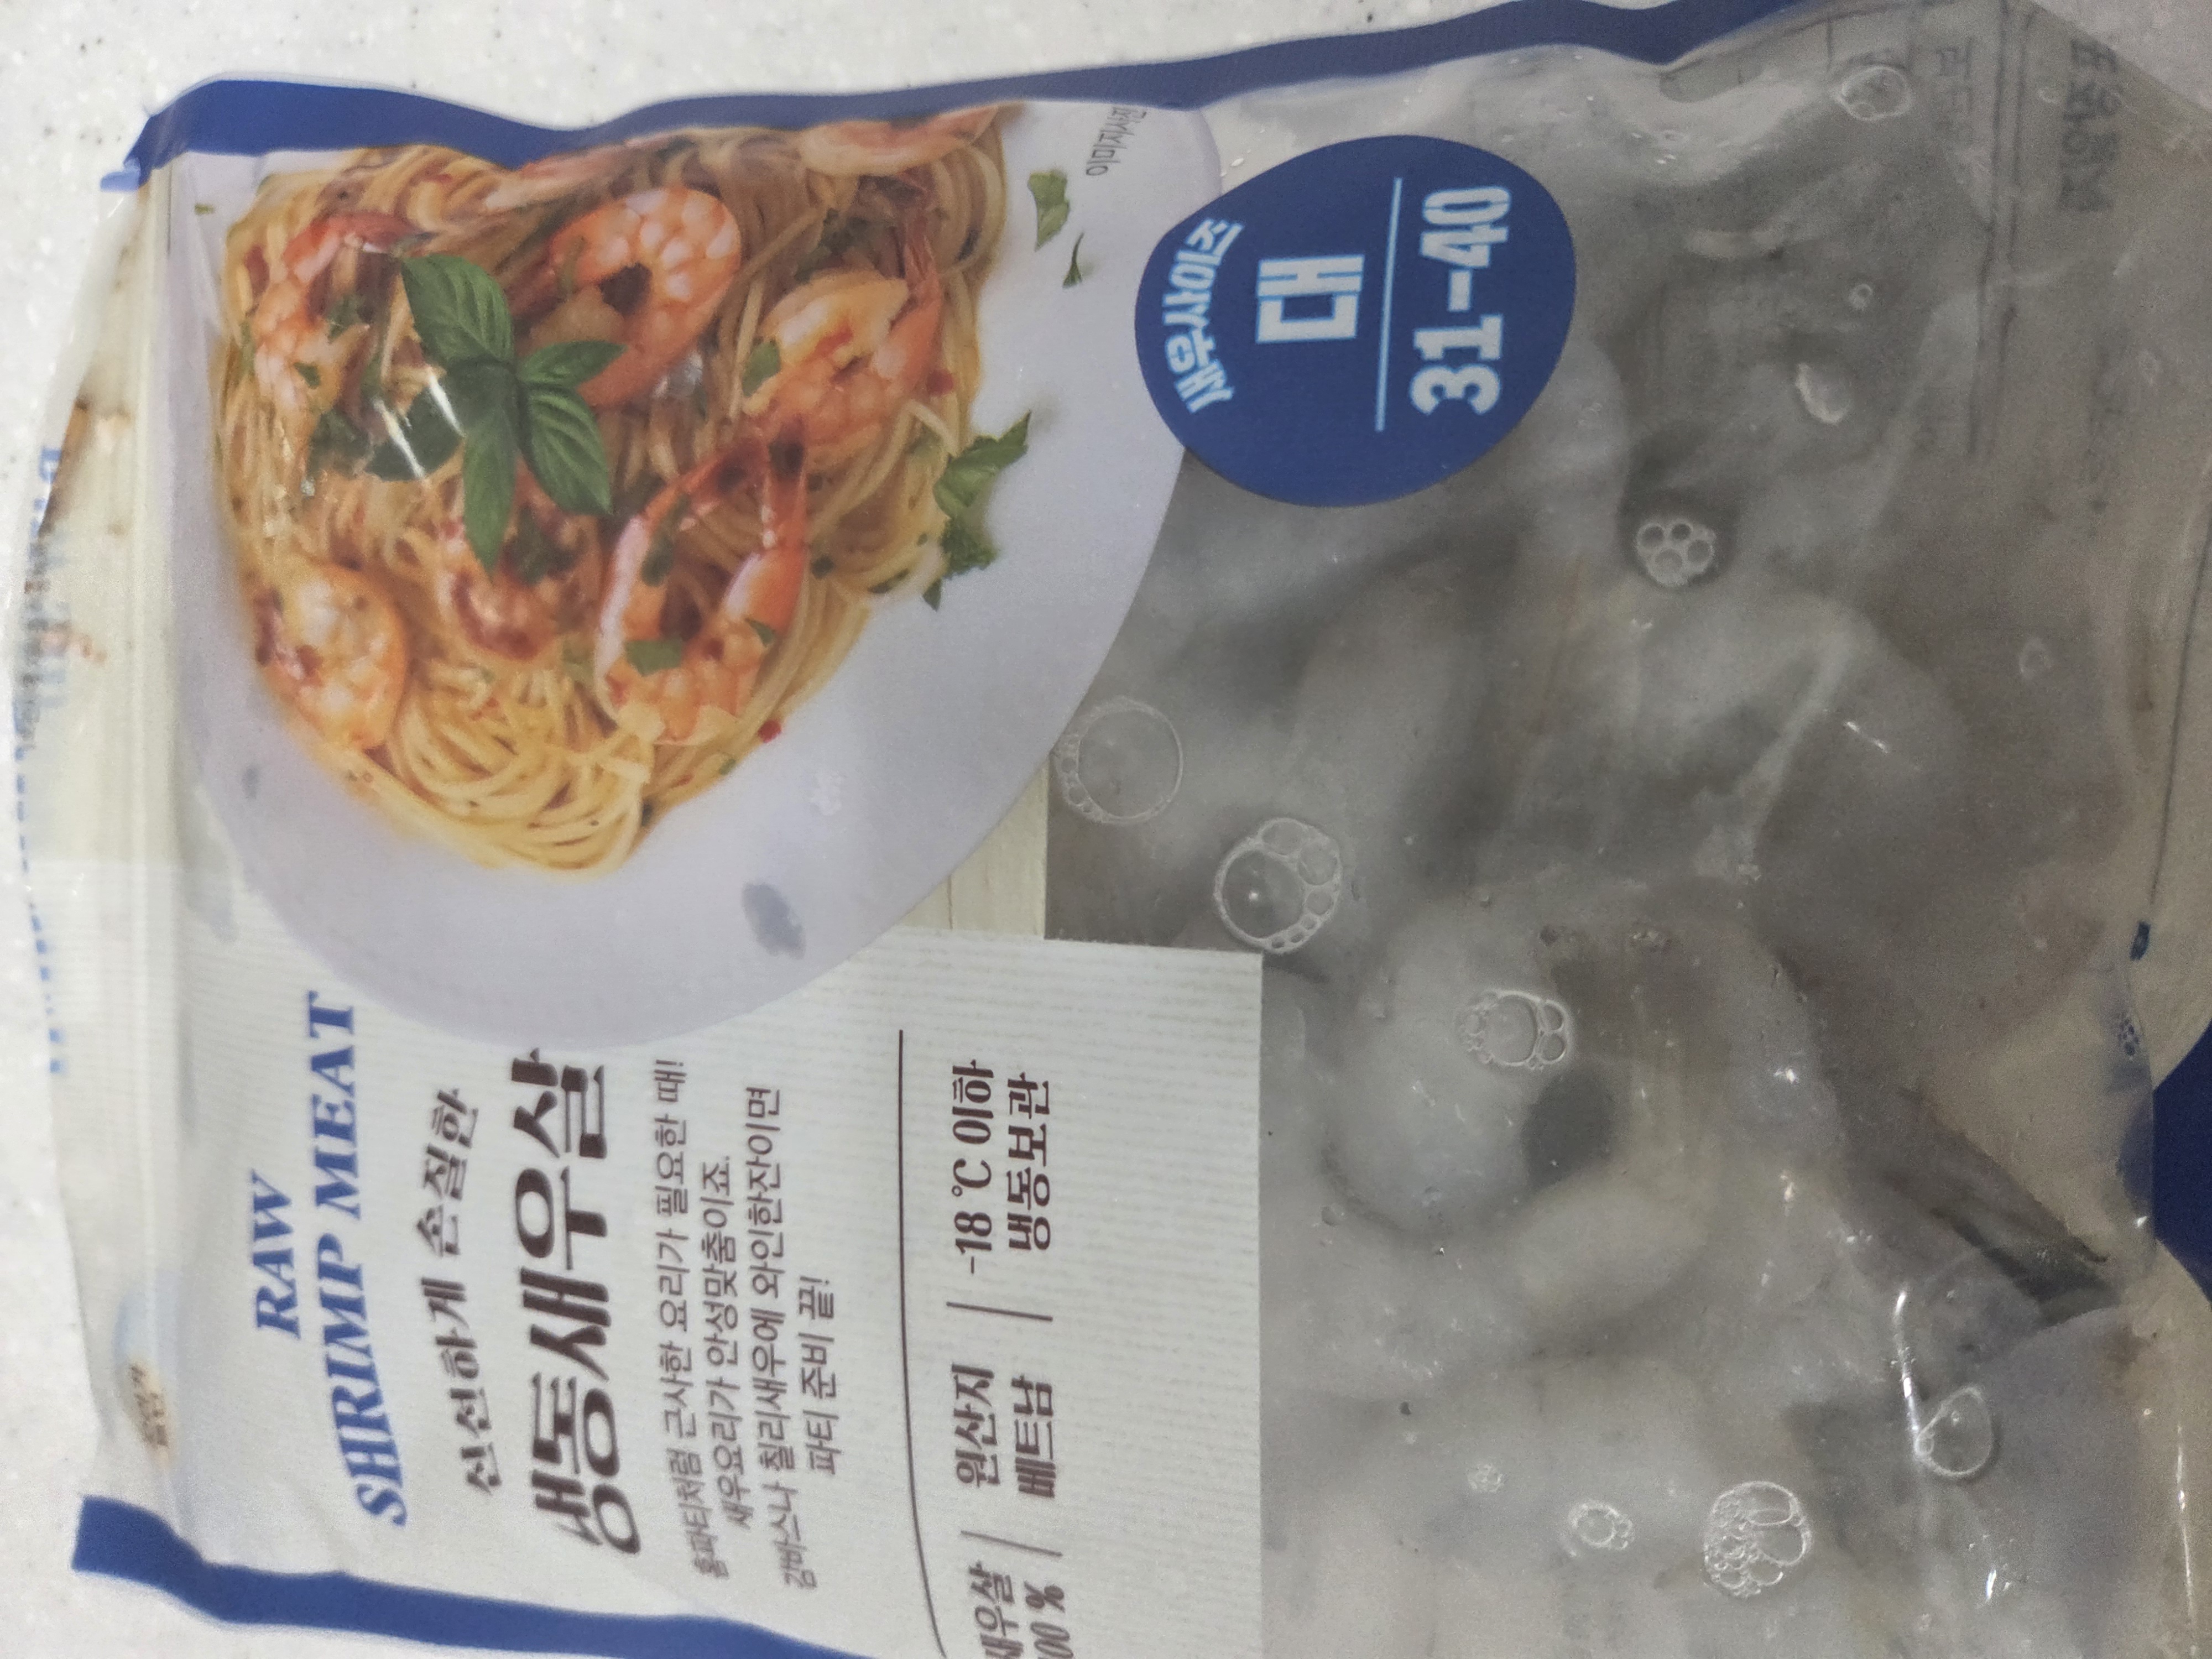 RAW
SHRIMP MEAT
신선하게 손질한
생동새우살
홈파티처럼 근사한 요리가 필요한 때!
새우요리가 안성맞춤이죠.
감바스나 칠리새우에 와인한잔이면
파티 준비 끝!
새우살
00 %
원산지
베트남
-18 ℃ 이하
냉동보관
새우사이즈
대
31-40
이미지사진